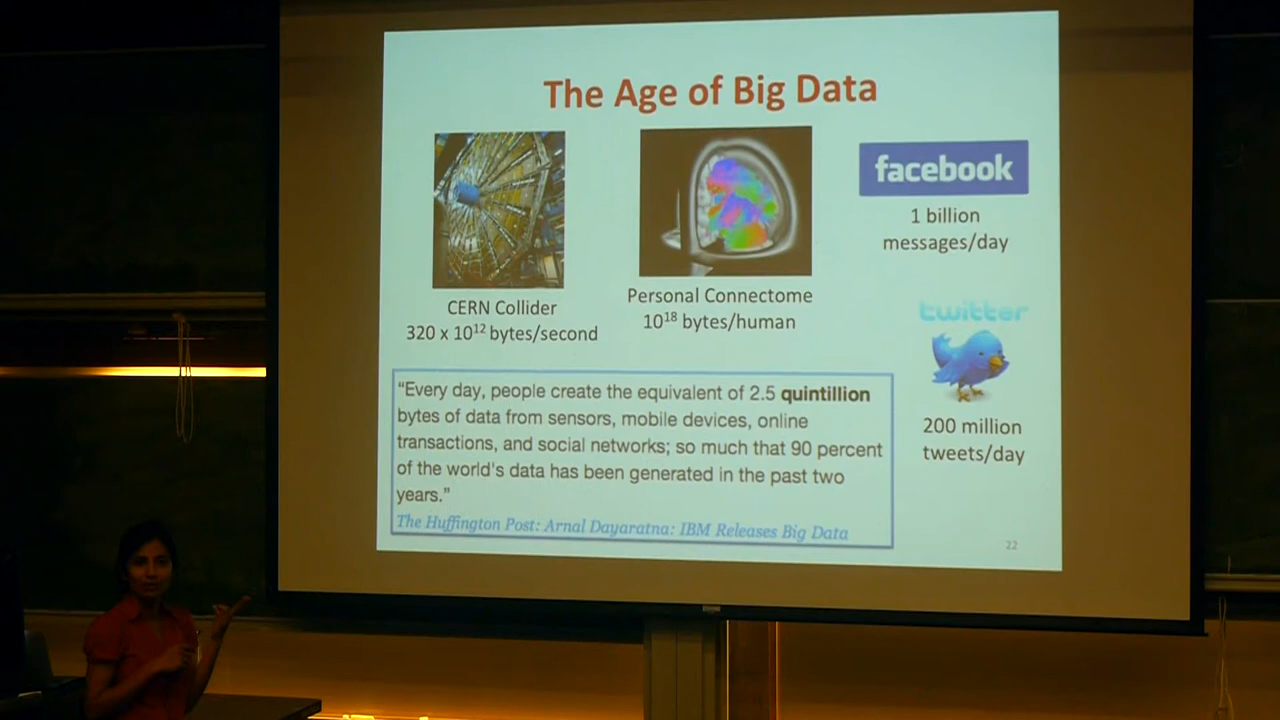 The Age of Big Data
CERN Collider
320 x 10¹² bytes/second
Personal Connectome
10¹⁸ bytes/human
facebook
1 billion
messages/day
twitter
200 million
tweets/day
“Every day, people create the equivalent of 2.5 quintillion
bytes of data from sensors, mobile devices, online
transactions, and social networks; so much that 90 percent
of the world's data has been generated in the past two
years.”
The Huffington Post: Arnal Dayaratna: IBM Releases Big Data
22